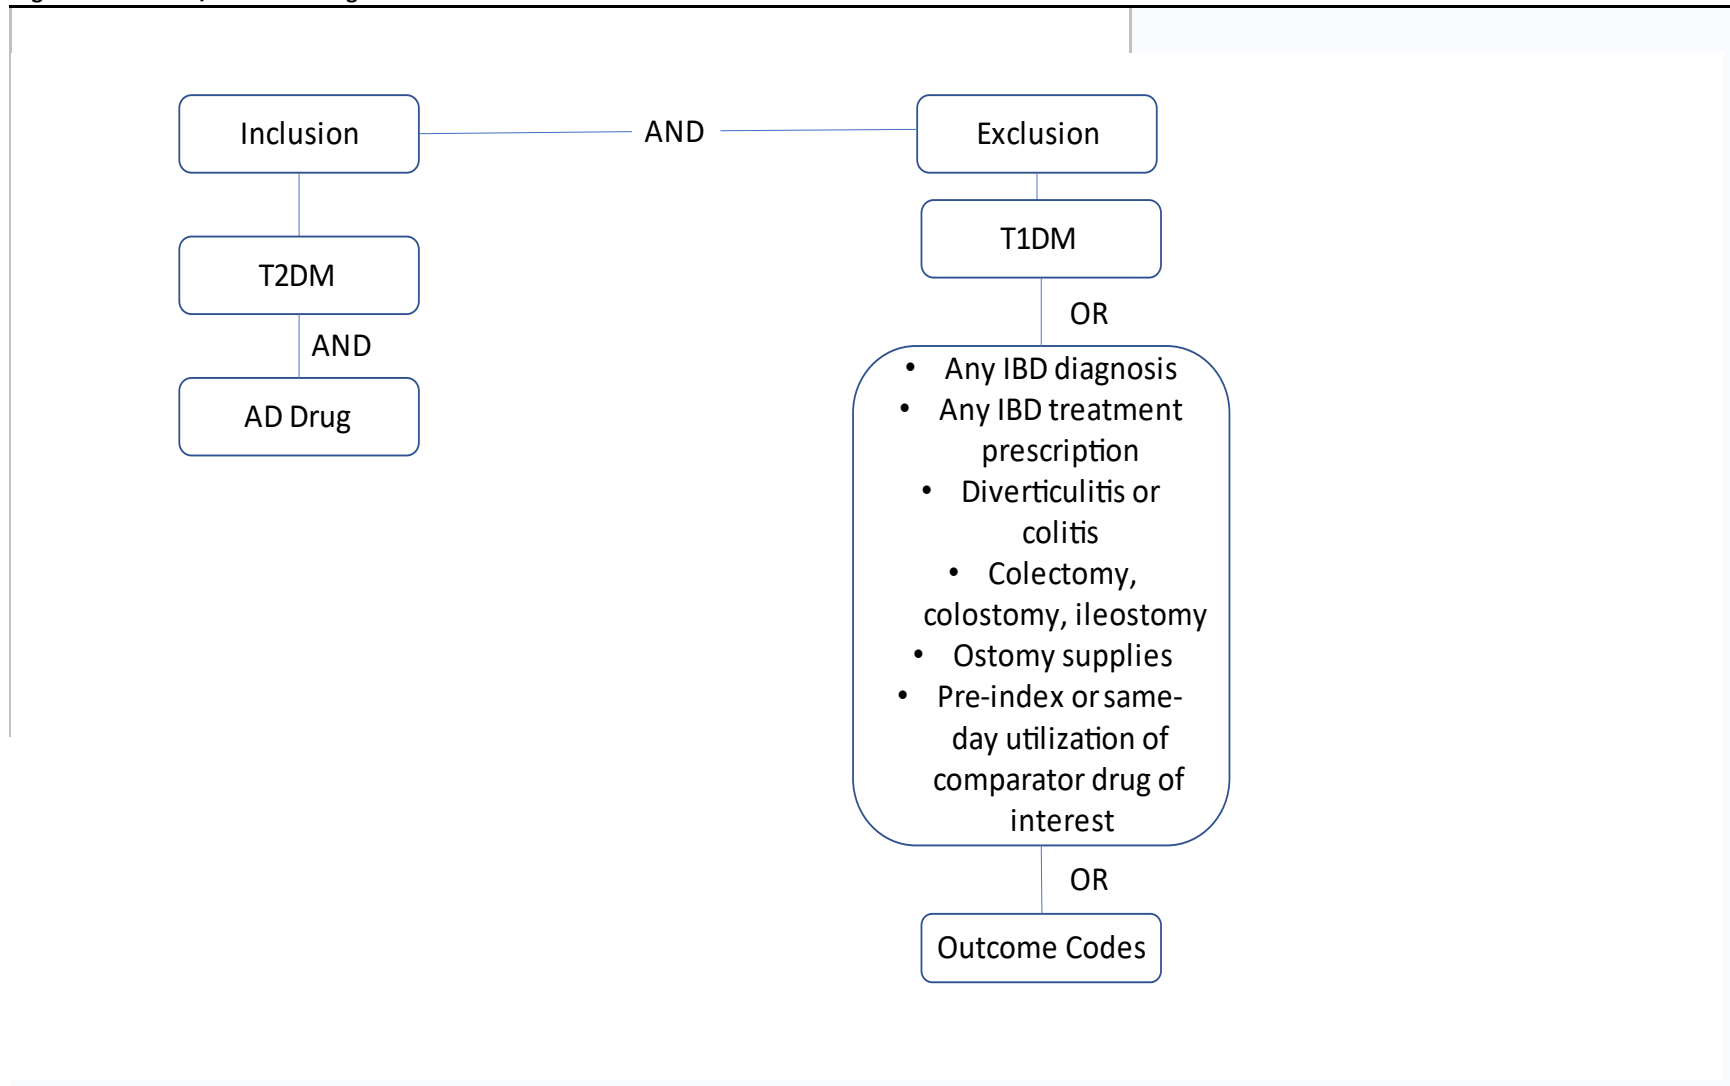 Inclusion
AND
Exclusion
T2DM
AND
AD Drug
T1DM
OR
• Any IBD diagnosis
• Any IBD treatment
prescription
• Diverticulitis or
colitis
• Colectomy,
colostomy, ileostomy
• Ostomy supplies
• Pre-index or same-
day utilization of
comparator drug of
interest
OR
Outcome Codes